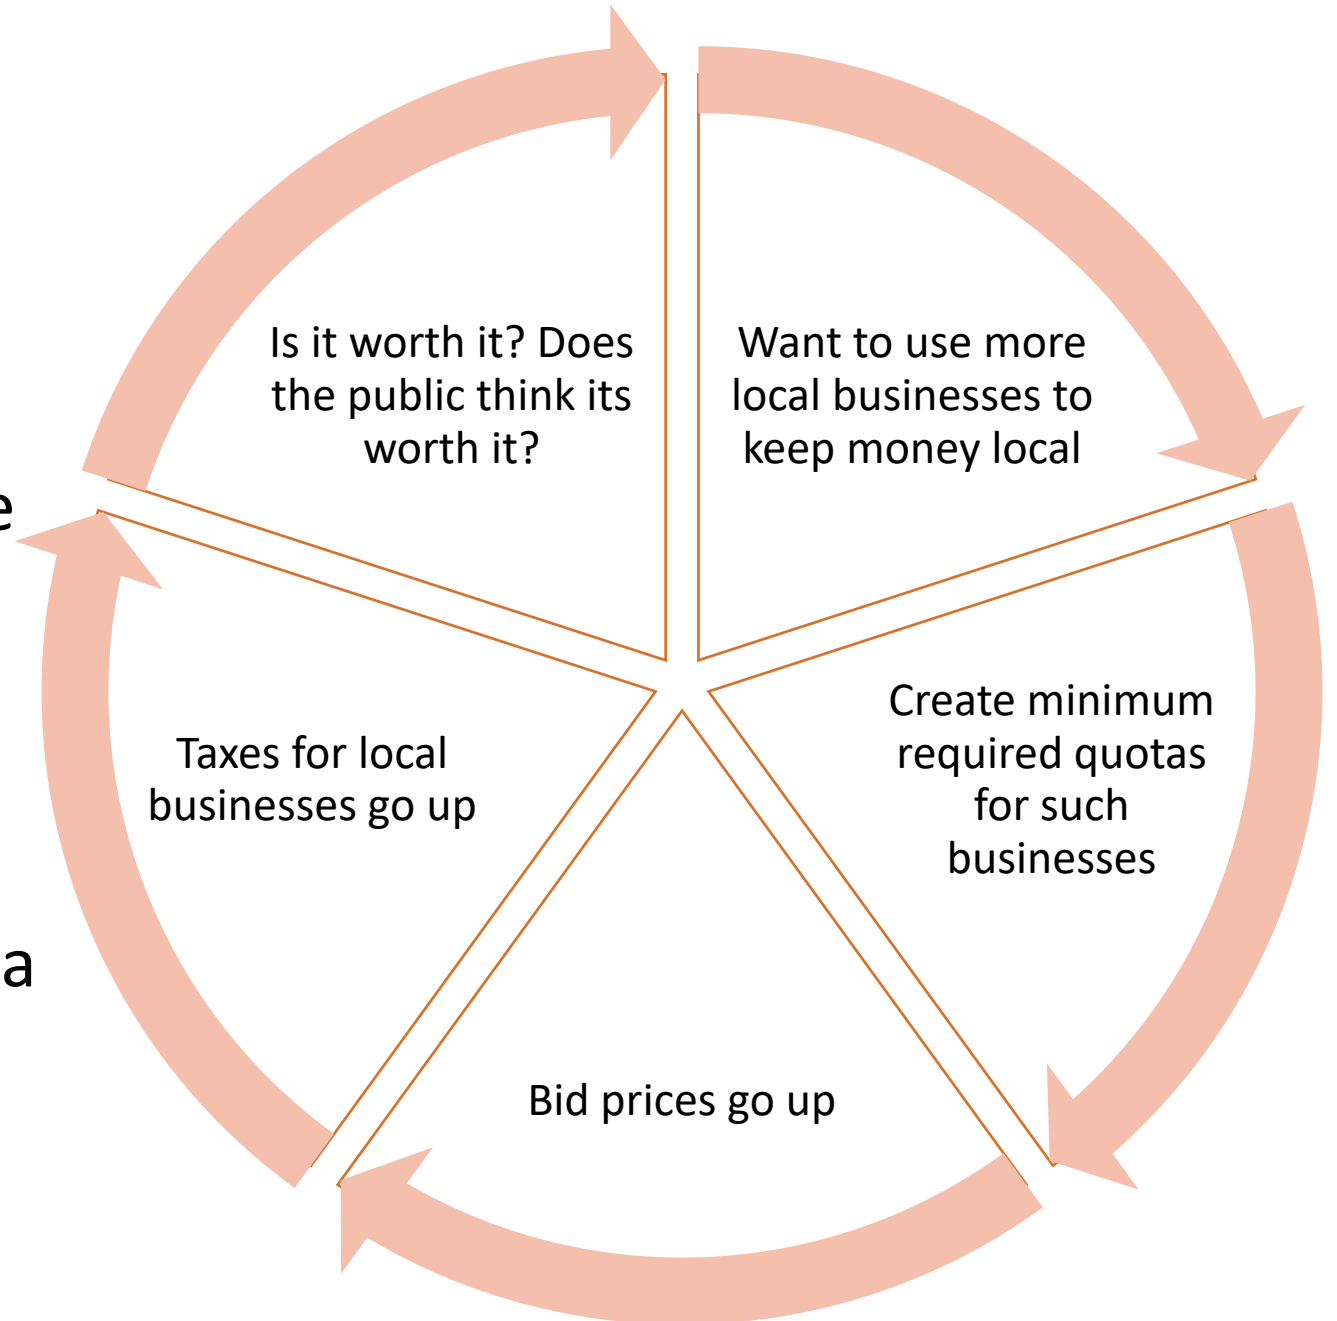 Is it worth it? Does
the public think its
worth it?
Want to use more
local businesses to
keep money local
e
Create minimum
required quotas
for such
businesses
Taxes for local
businesses go up
a
Bid prices go up